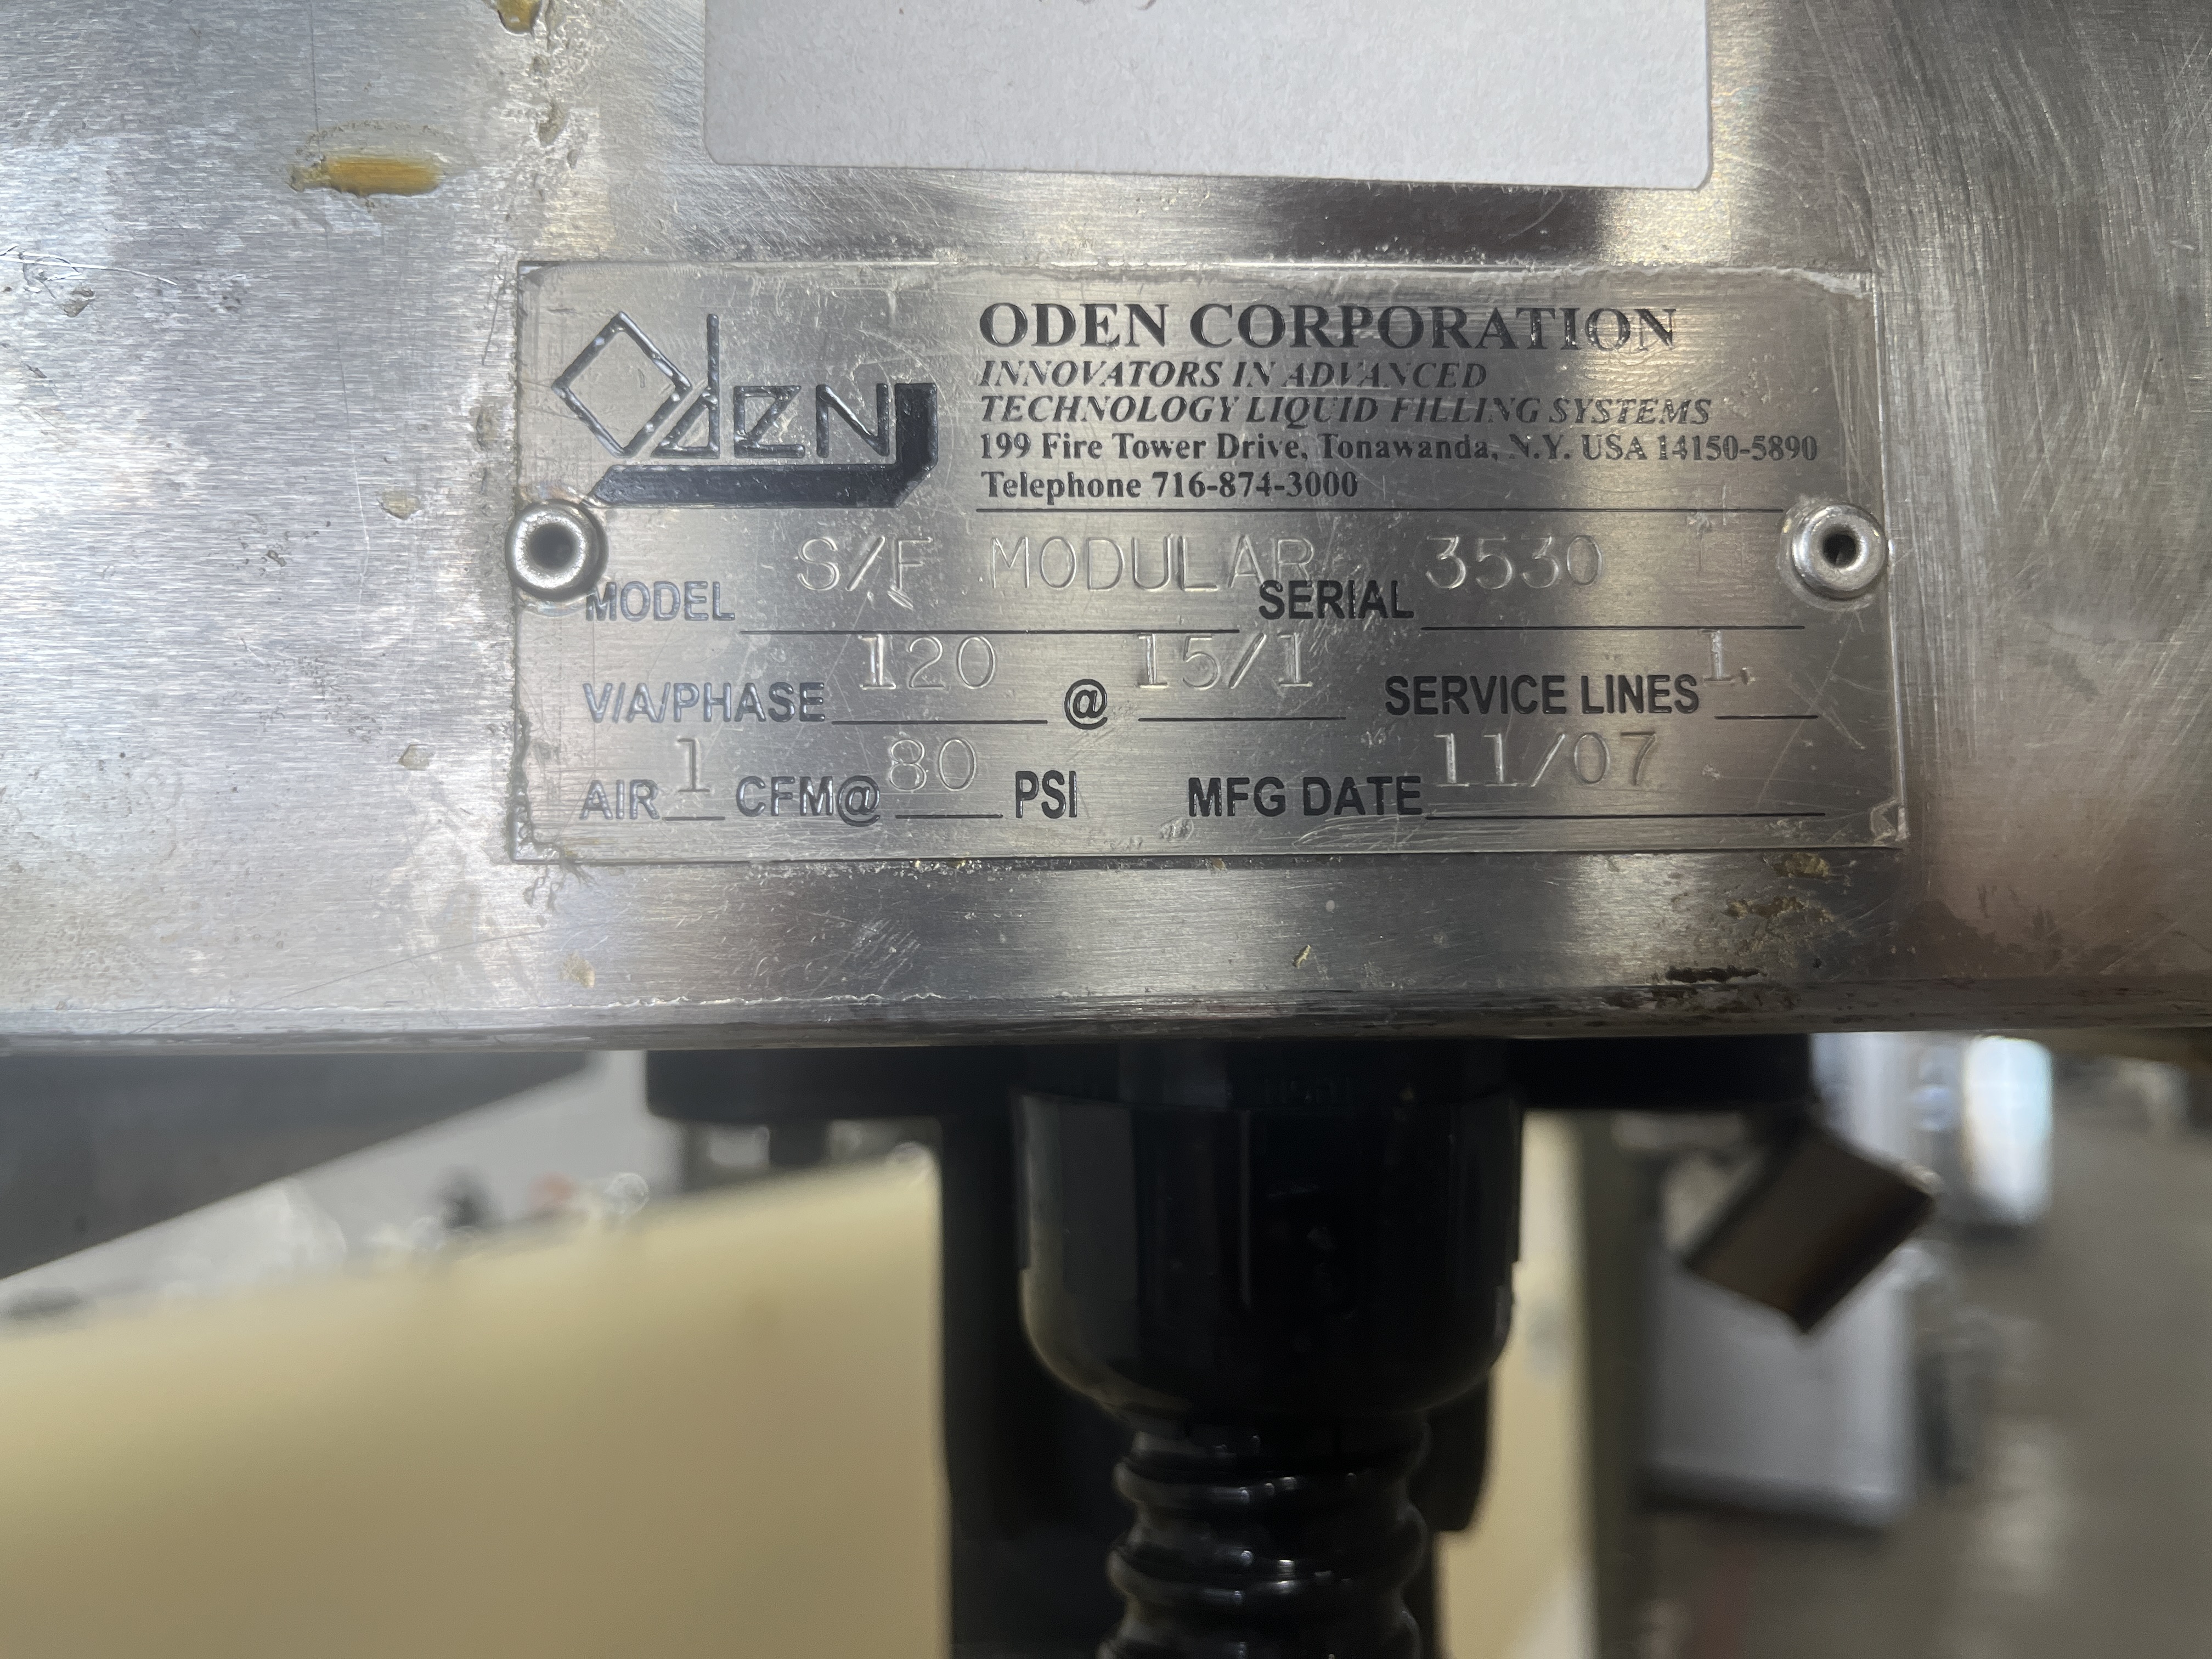 Oden
ODEN CORPORATION
INNOVATORS IN ADVANCED
TECHNOLOGY LIQUID FILLING SYSTEMS
199 Fire Tower Drive, Tonawanda, N.Y. USA 14150-5890
Telephone 716-874-3000
MODEL S/F MODULAR SERIAL 3530
V/A/PHASE 120 @ 15/1 SERVICE LINES 1.
AIR 1 CFM@ 80 PSI MFG DATE 11/07